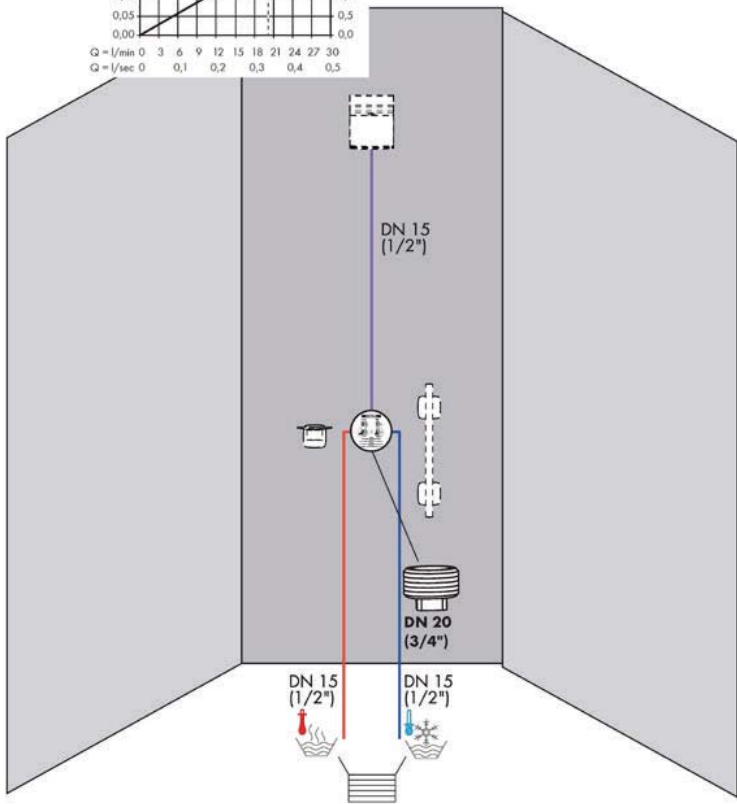 0,05 0,5
0,00 0,0
Q = l/min 0 3 6 9 12 15 18 21 24 27 30
Q = l/sec 0 0,1 0,2 0,3 0,4 0,5
DN 15
(1/2")
DN 20
(3/4")
DN 15
(1/2")
DN 15
(1/2")